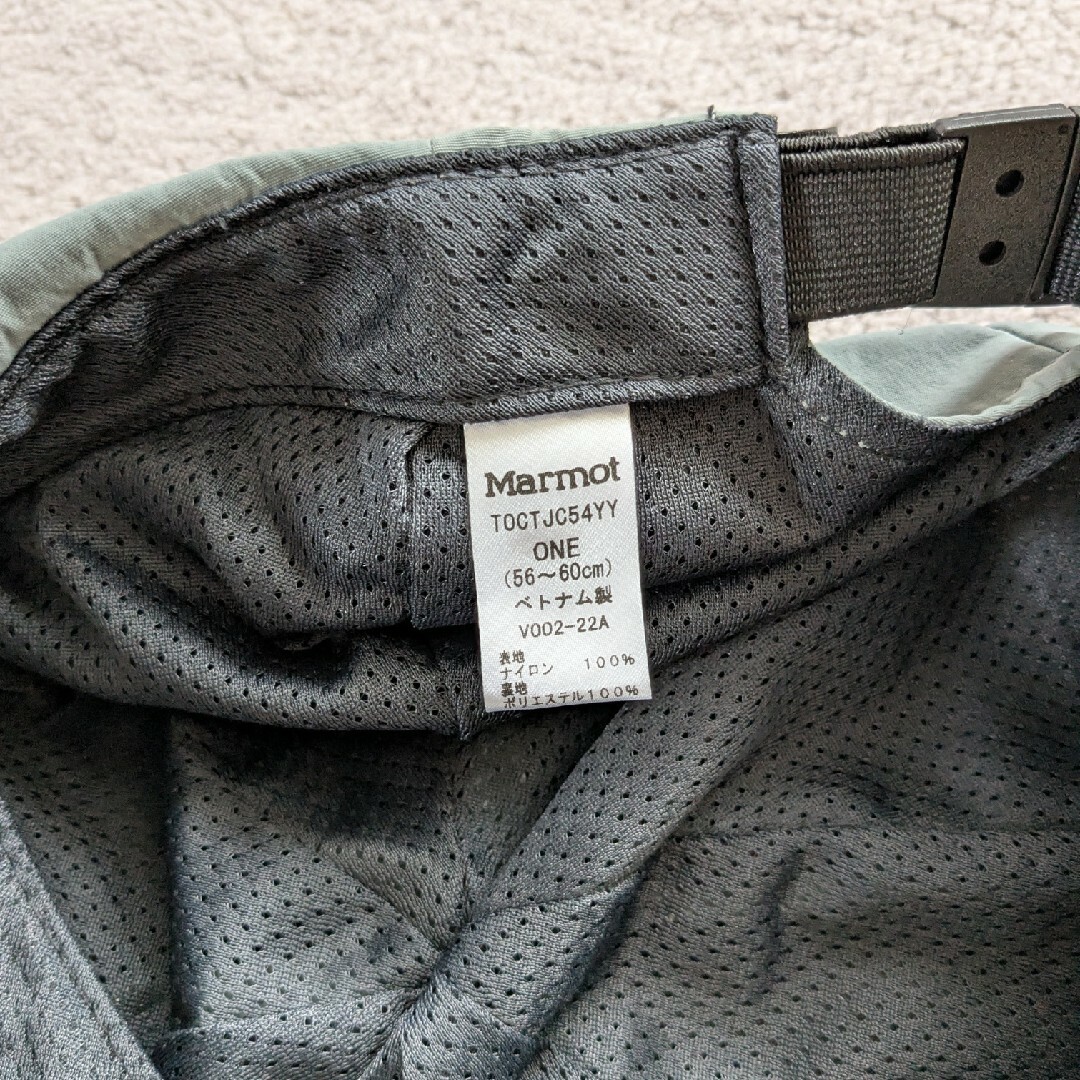 Marmot
TOCTJC54YY
ONE
(56～60cm)
ベトナム製
V002-22A
表地
ナイロン 100%
裏地
ポリエステル100%